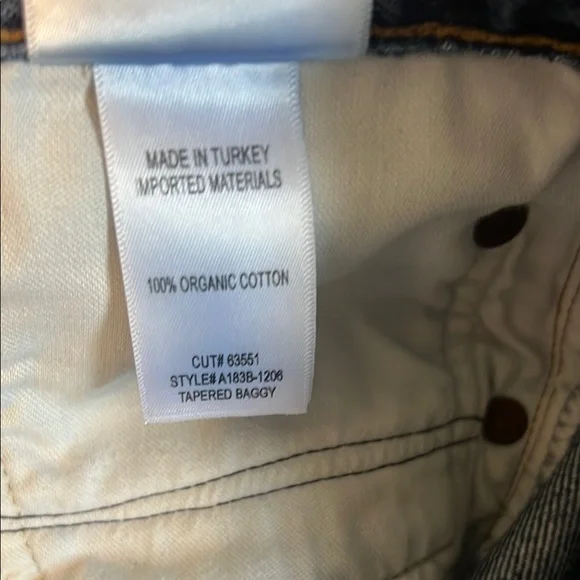 MADE IN TURKEY
IMPORTED MATERIALS
100% ORGANIC COTTON
CUT# 63551
STYLE# A183B-1206
TAPERED BAGGY